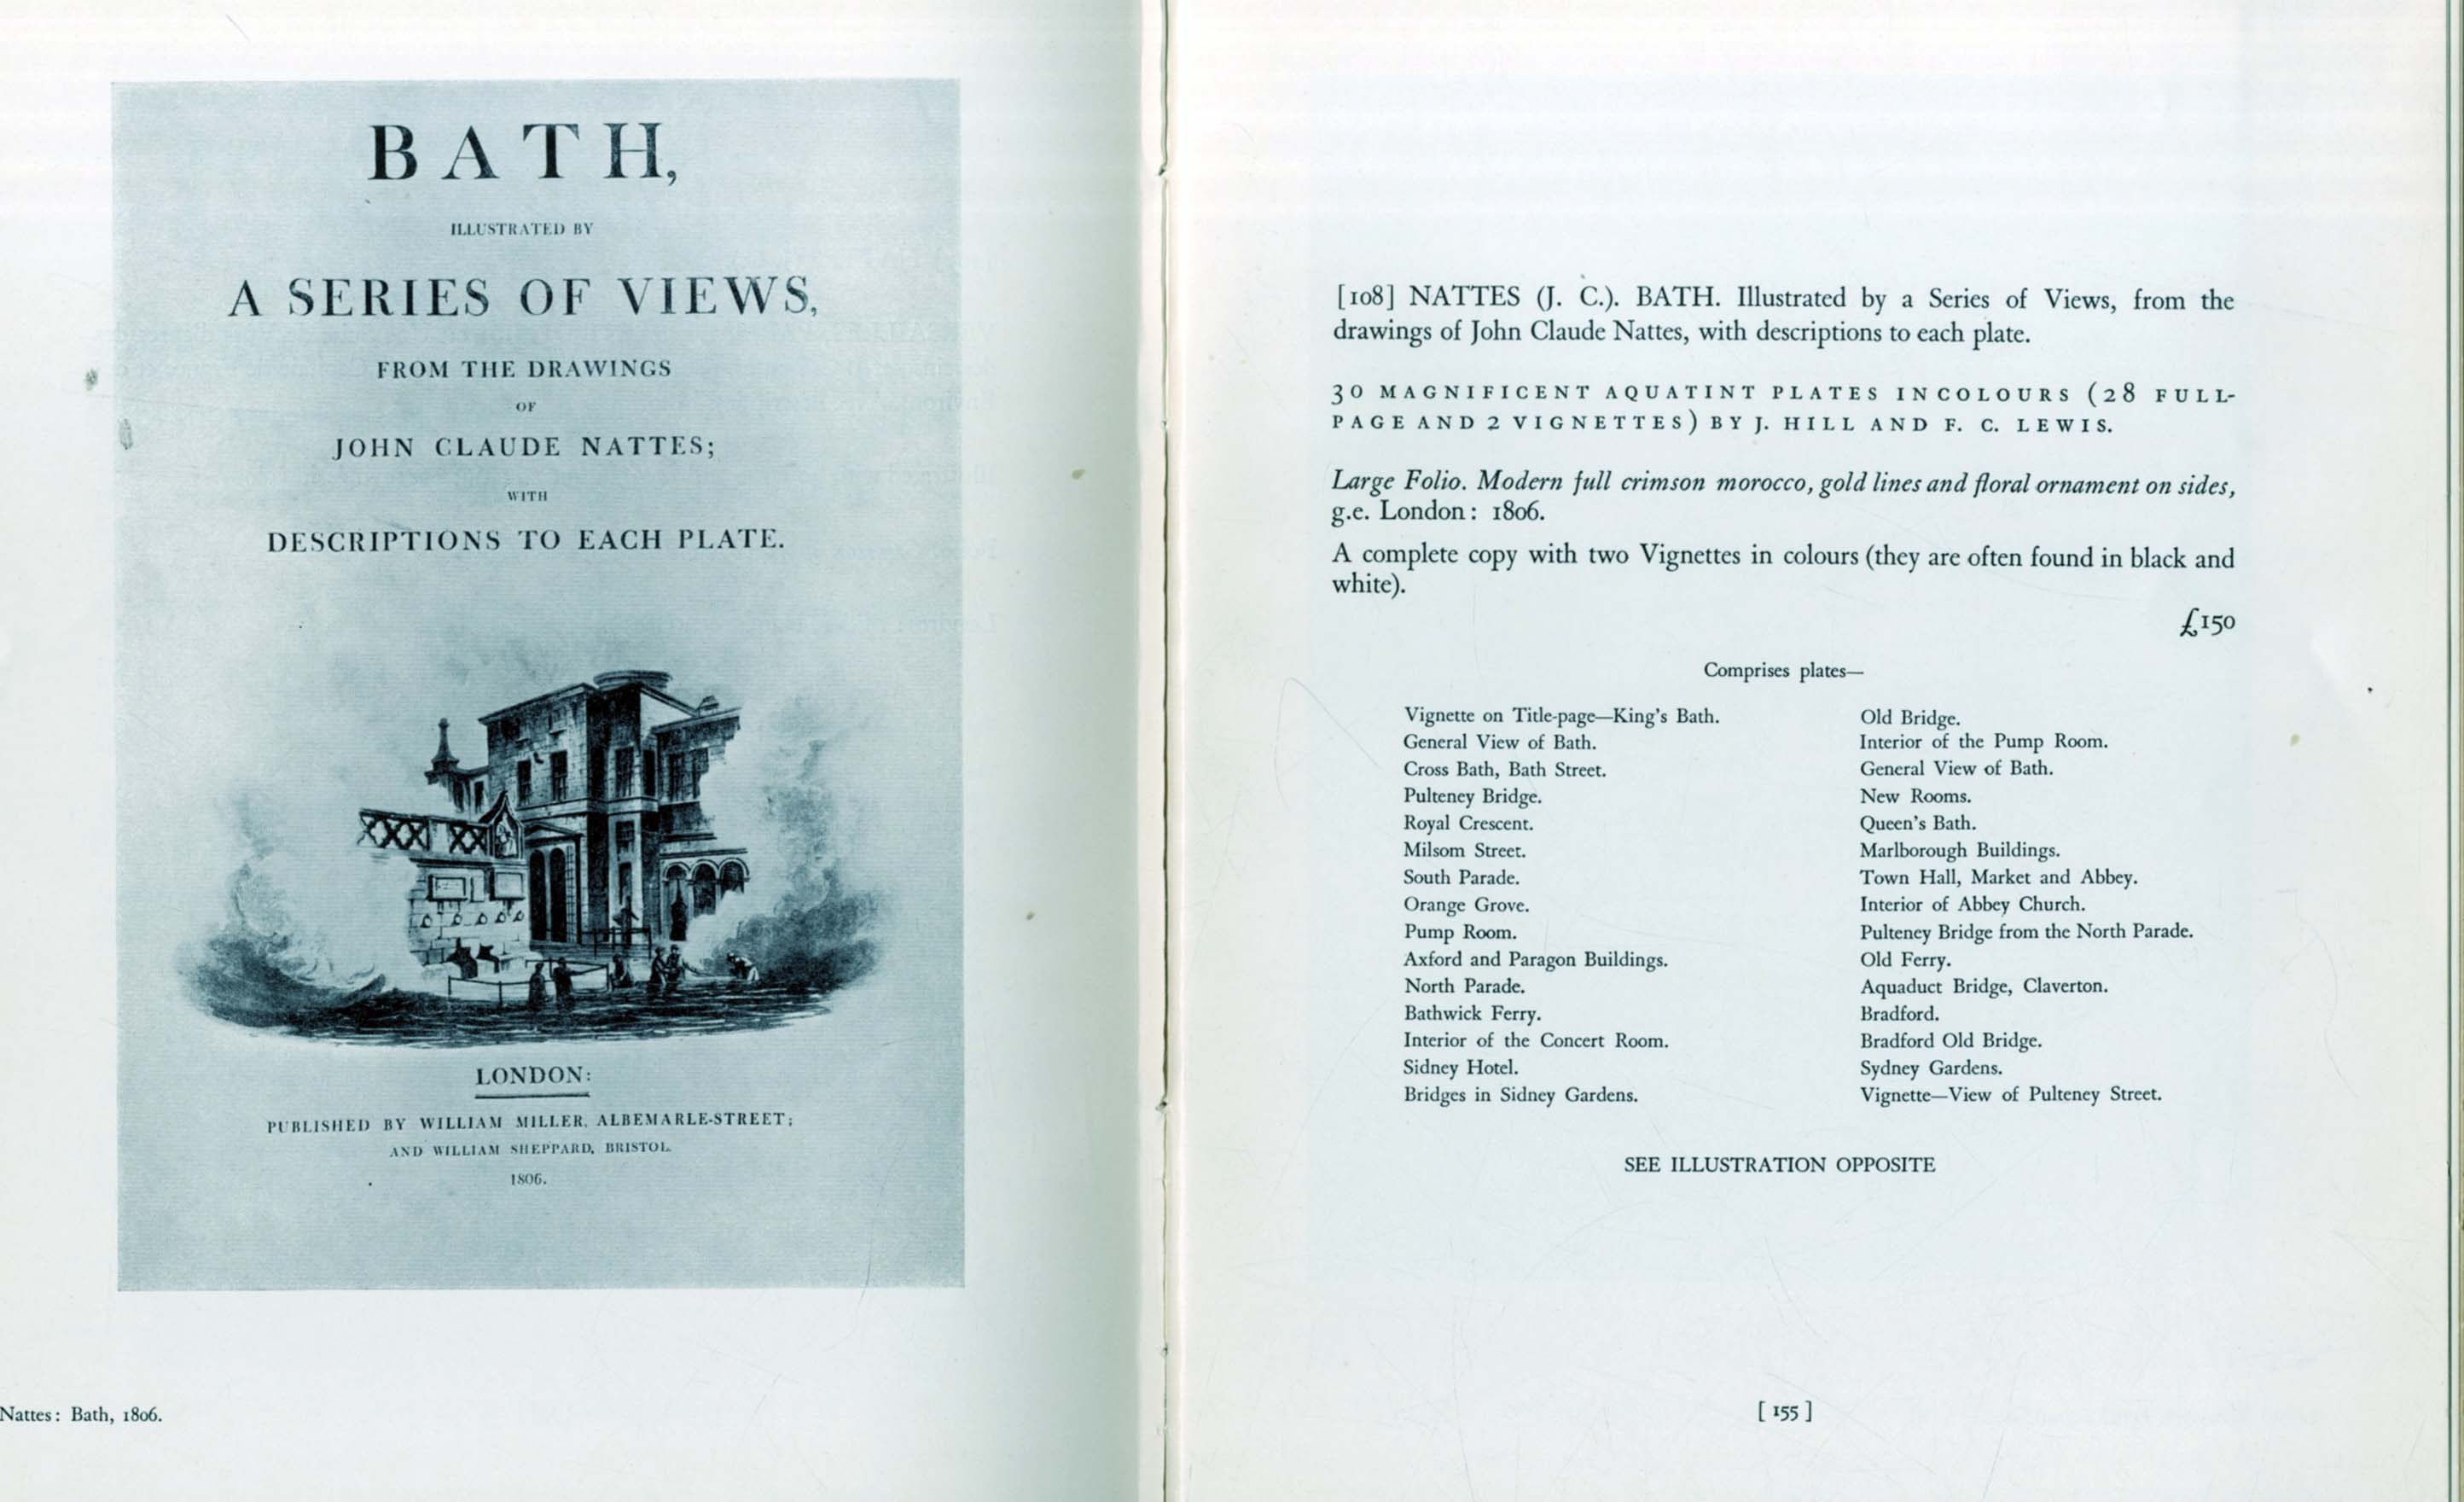 BATH,
ILLUSTRATED BY
A SERIES OF VIEWS,
FROM THE DRAWINGS
OF
JOHN CLAUDE NATTES;
WITH
DESCRIPTIONS TO EACH PLATE.
LONDON:
PUBLISHED BY WILLIAM MILLER, ALBEMARLE-STREET;
AND WILLIAM SHEPPARD, BRISTOL.
1806.
Nattes: Bath, 1806.
[108] NATTES (J. C.). BATH. Illustrated by a Series of Views, from the
drawings of John Claude Nattes, with descriptions to each plate.
30 MAGNIFICENT AQUATINT PLATES IN COLOURS (28 FULL-
PAGE AND 2 VIGNETTES) BY J. HILL AND F. C. LEWIS.
Large Folio. Modern full crimson morocco, gold lines and floral ornament on sides,
g.e. London: 1806.
A complete copy with two Vignettes in colours (they are often found in black and
white).
£150
Comprises plates—
Vignette on Title-page—King's Bath.
General View of Bath.
Cross Bath, Bath Street.
Pulteney Bridge.
Royal Crescent.
Milsom Street.
South Parade.
Orange Grove.
Pump Room.
Axford and Paragon Buildings.
North Parade.
Bathwick Ferry.
Interior of the Concert Room.
Sidney Hotel.
Bridges in Sidney Gardens.
Old Bridge.
Interior of the Pump Room.
General View of Bath.
New Rooms.
Queen's Bath.
Marlborough Buildings.
Town Hall, Market and Abbey.
Interior of Abbey Church.
Pulteney Bridge from the North Parade.
Old Ferry.
Aquaduct Bridge, Claverton.
Bradford.
Bradford Old Bridge.
Sydney Gardens.
Vignette—View of Pulteney Street.
SEE ILLUSTRATION OPPOSITE
[ 155 ]